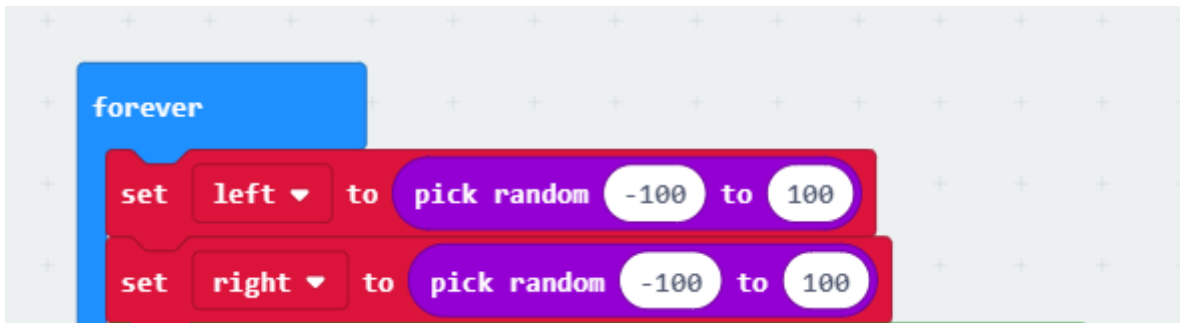 forever
set left to pick random -100 to 100
set right to pick random -100 to 100